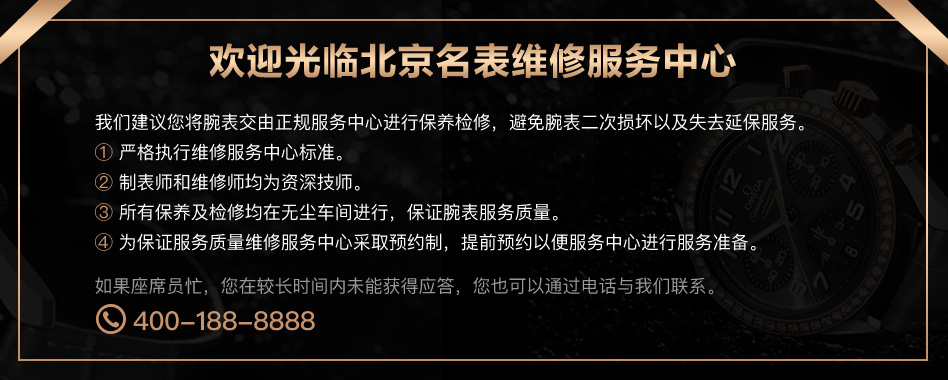 欢迎光临北京名表维修服务中心
我们建议您将腕表交由正规服务中心进行保养检修，避免腕表二次损坏以及失去延保服务。
① 严格执行维修服务中心标准。
② 制表师和维修师均为资深技师。
③ 所有保养及检修均在无尘车间进行，保证腕表服务质量。
④ 为保证服务质量维修服务中心采取预约制，提前预约以便服务中心进行服务准备。
如果座席员忙，您在较长时间内未能获得应答，您也可以通过电话与我们联系。
400-188-8888